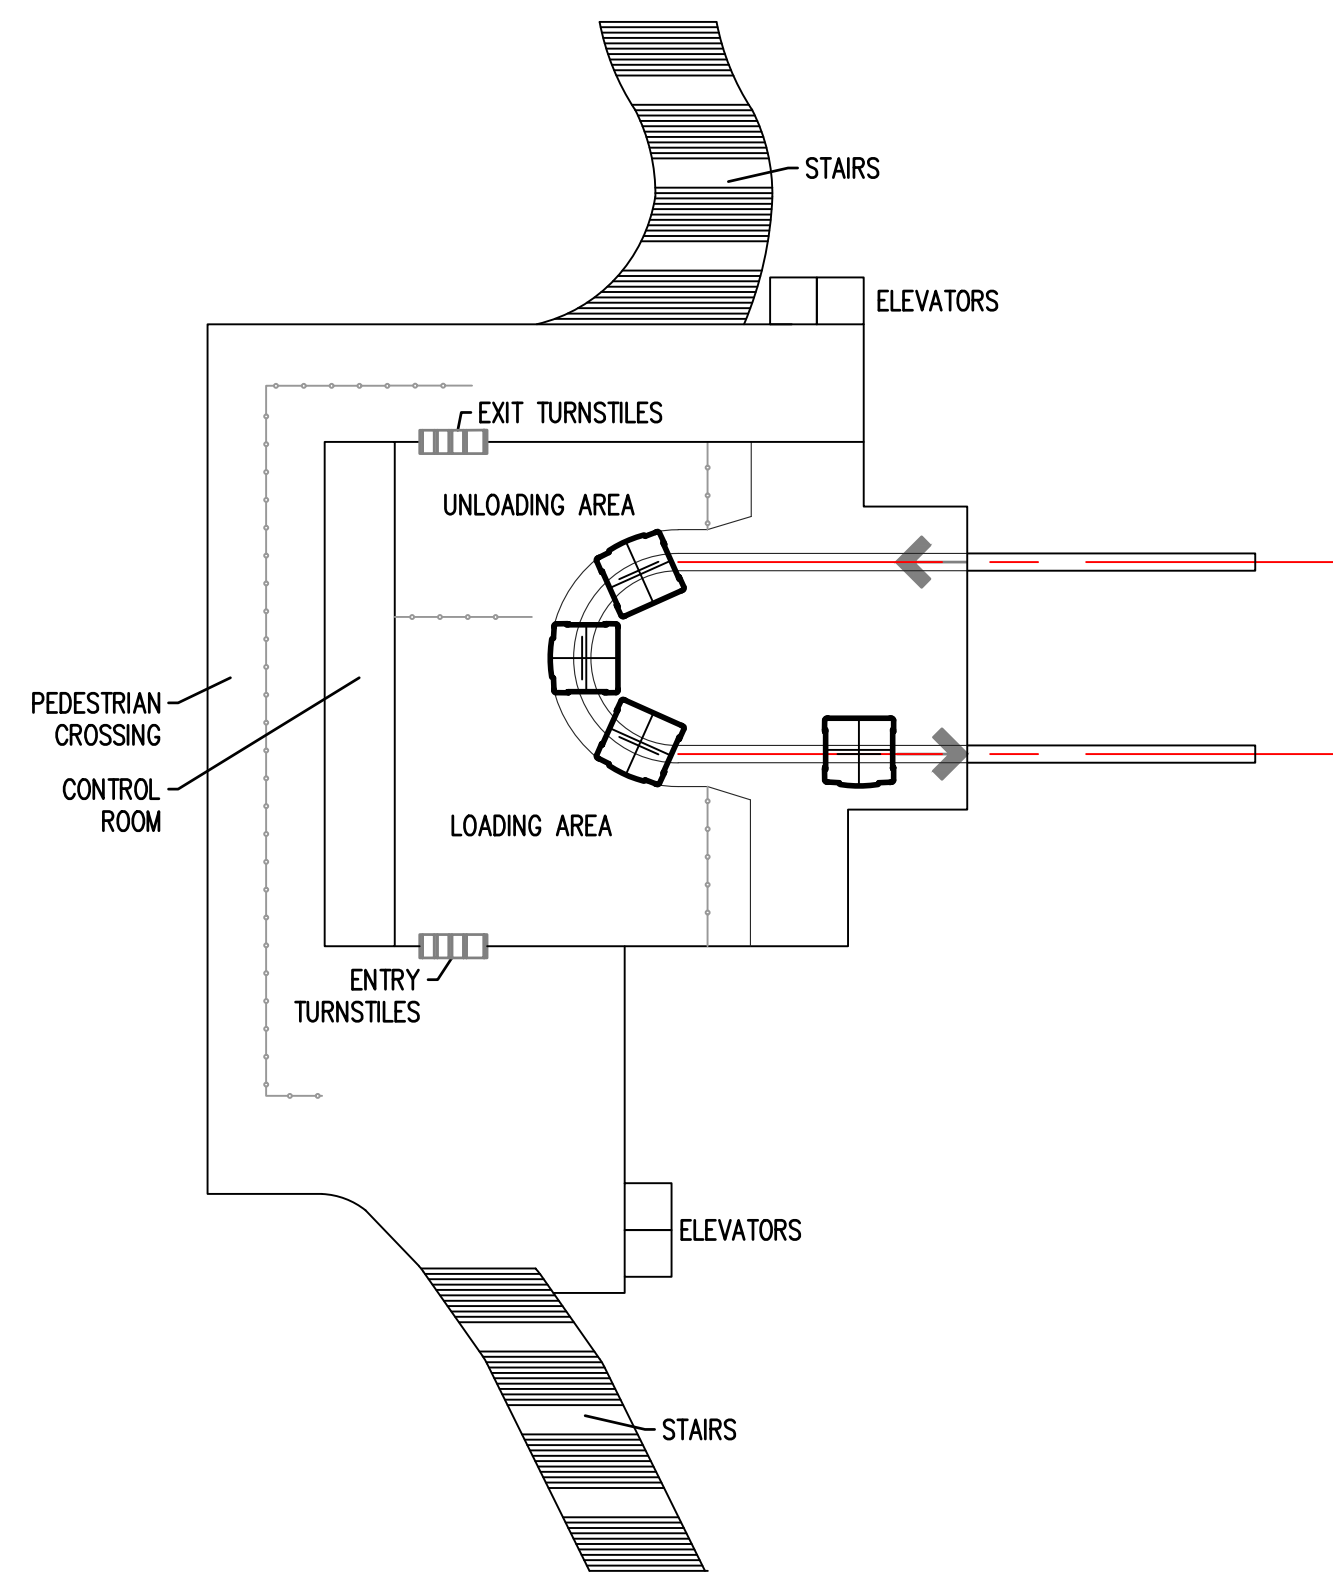 STAIRS
ELEVATORS
EXIT TURNSTILES
UNLOADING AREA
PEDESTRIAN
CROSSING
CONTROL
ROOM
LOADING AREA
ENTRY
TURNSTILES
ELEVATORS
STAIRS